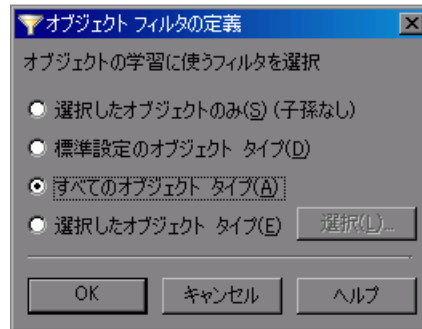 オブジェクト フィルタの定義
オブジェクトの学習に使うフィルタを選択
選択したオブジェクトのみ(S) (子孫なし)
標準設定のオブジェクト タイプ(D)
すべてのオブジェクト タイプ(A)
選択したオブジェクト タイプ(E) 選択(L)...
OK キャンセル ヘルプ